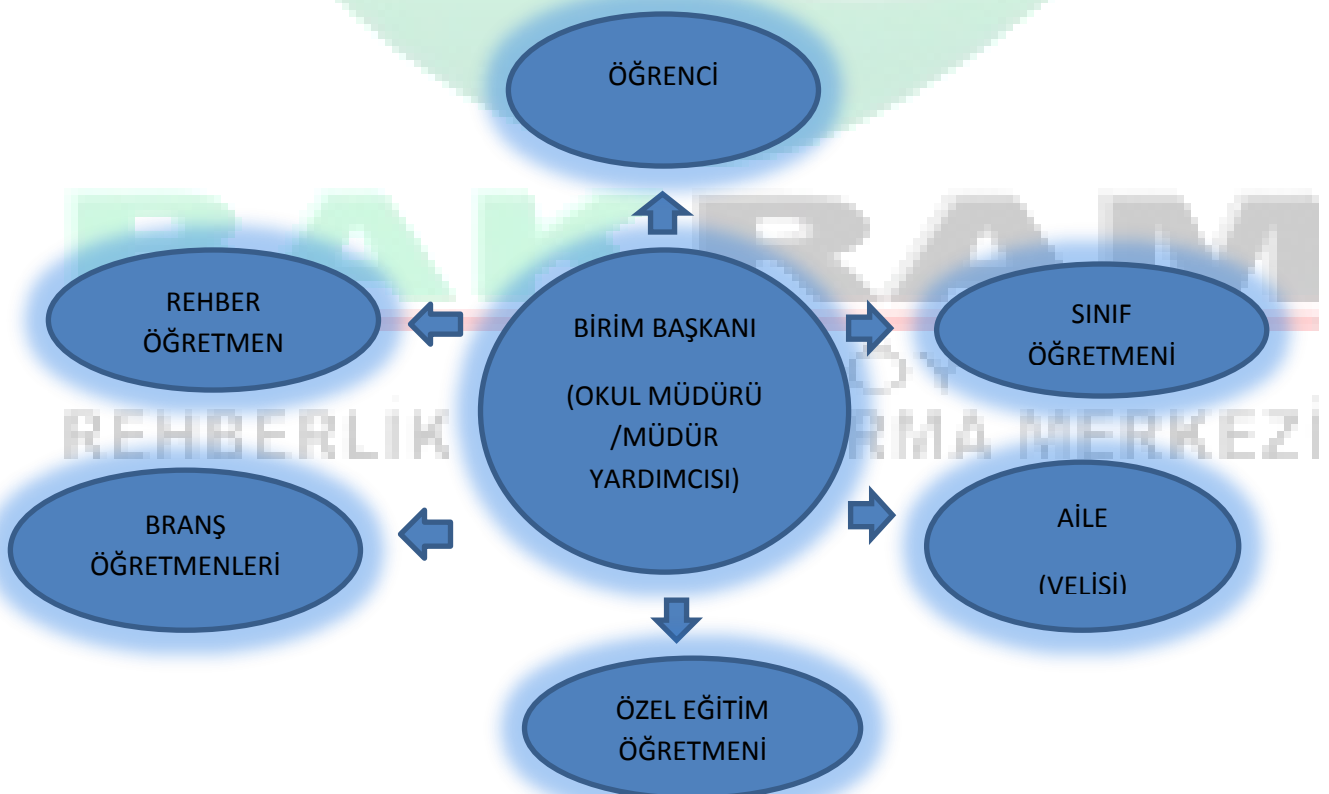 ÖĞRENCİ
REHBER
ÖĞRETMEN
BİRİM BAŞKANI
(OKUL MÜDÜRÜ
/MÜDÜR
YARDIMCISI)
SINIF
ÖĞRETMENİ
BRANŞ
ÖĞRETMENLERİ
AİLE
(VELİSİ)
ÖZEL EĞİTİM
ÖĞRETMENİ
RAM
REHBERLİK
MERKEZİ